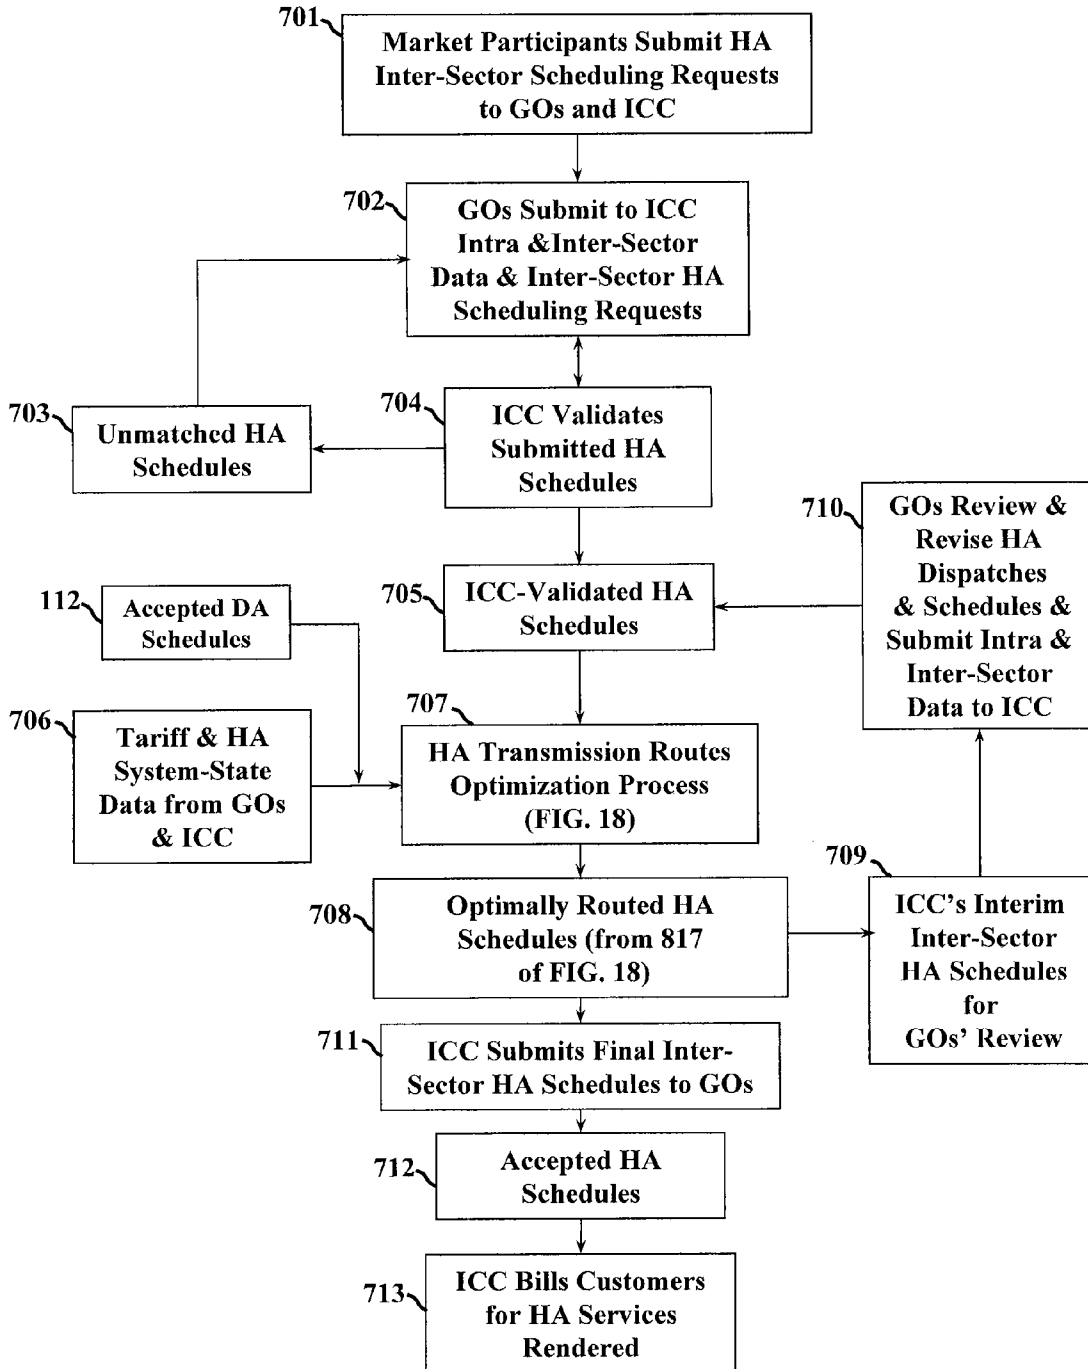 701
Market Participants Submit HA
Inter-Sector Scheduling Requests
to GOs and ICC
702
GOs Submit to ICC
Intra &Inter-Sector
Data & Inter-Sector HA
Scheduling Requests
703
Unmatched HA
Schedules
704
ICC Validates
Submitted HA
Schedules
710
GOs Review &
Revise HA
Dispatches
& Schedules &
Submit Intra &
Inter-Sector
Data to ICC
112
Accepted DA
Schedules
705
ICC-Validated HA
Schedules
706
Tariff & HA
System-State
Data from GOs
& ICC
707
HA Transmission Routes
Optimization Process
(FIG. 18)
708
Optimally Routed HA
Schedules (from 817
of FIG. 18)
709
ICC's Interim
Inter-Sector
HA Schedules
for
GOs' Review
711
ICC Submits Final Inter-
Sector HA Schedules to GOs
712
Accepted HA
Schedules
713
ICC Bills Customers
for HA Services
Rendered